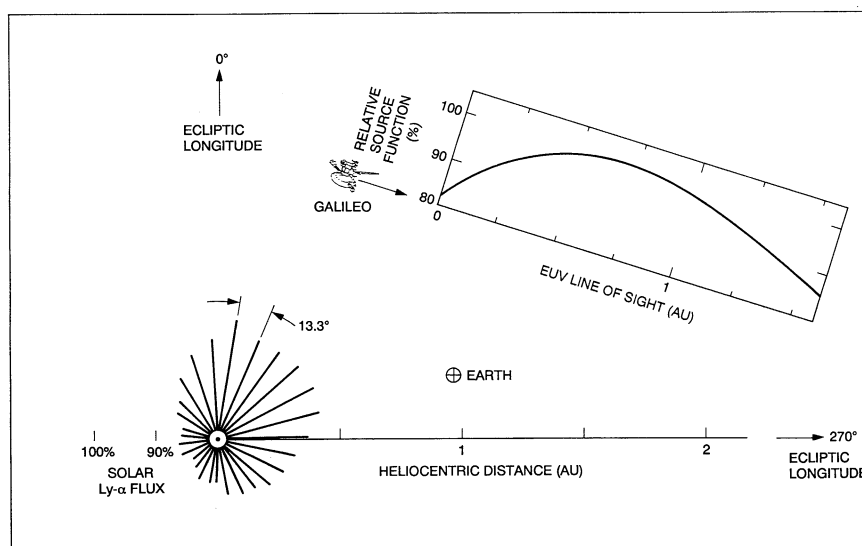 0°
ECLIPTIC
LONGITUDE
RELATIVE
SOURCE
FUNCTION
(%)
100
90
80
GALILEO
0
1
EUV LINE OF SIGHT (AU)
13.3°
EARTH
100%
90%
SOLAR
Ly-α FLUX
1
2
HELIOCENTRIC DISTANCE (AU)
270°
ECLIPTIC
LONGITUDE